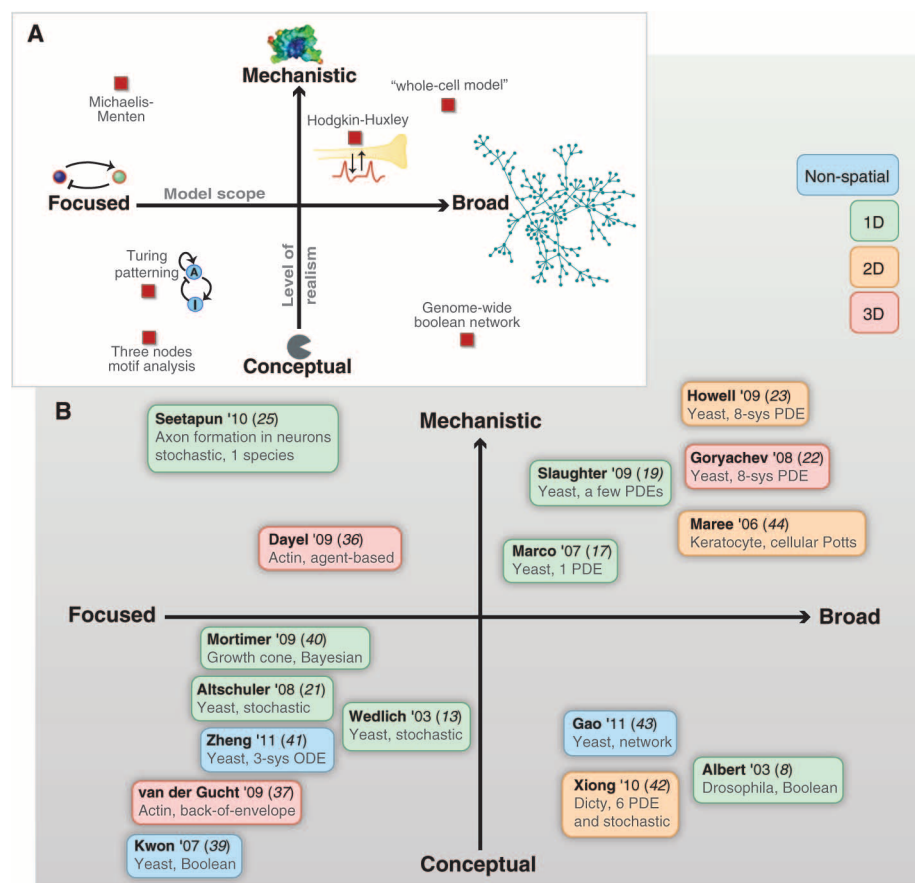 A
Mechanistic
Michaelis-
Menten
"whole-cell model"
Hodgkin-Huxley
Focused
Model scope
Broad
Level of
realism
Turing
patterning
A
I
Three nodes
motif analysis
Genome-wide
boolean network
Conceptual
Non-spatial
1D
2D
3D
B
Mechanistic
Seetapun '10 (25)
Axon formation in neurons
stochastic, 1 species
Howell '09 (23)
Yeast, 8-sys PDE
Slaughter '09 (19)
Yeast, a few PDEs
Goryachev '08 (22)
Yeast, 8-sys PDE
Dayel '09 (36)
Actin, agent-based
Marco '07 (17)
Yeast, 1 PDE
Maree '06 (44)
Keratocyte, cellular Potts
Focused
Broad
Mortimer '09 (40)
Growth cone, Bayesian
Altschuler '08 (21)
Yeast, stochastic
Wedlich '03 (13)
Yeast, stochastic
Zheng '11 (41)
Yeast, 3-sys ODE
Gao '11 (43)
Yeast, network
van der Gucht '09 (37)
Actin, back-of-envelope
Xiong '10 (42)
Dicty, 6 PDE
and stochastic
Albert '03 (8)
Drosophila, Boolean
Kwon '07 (39)
Yeast, Boolean
Conceptual